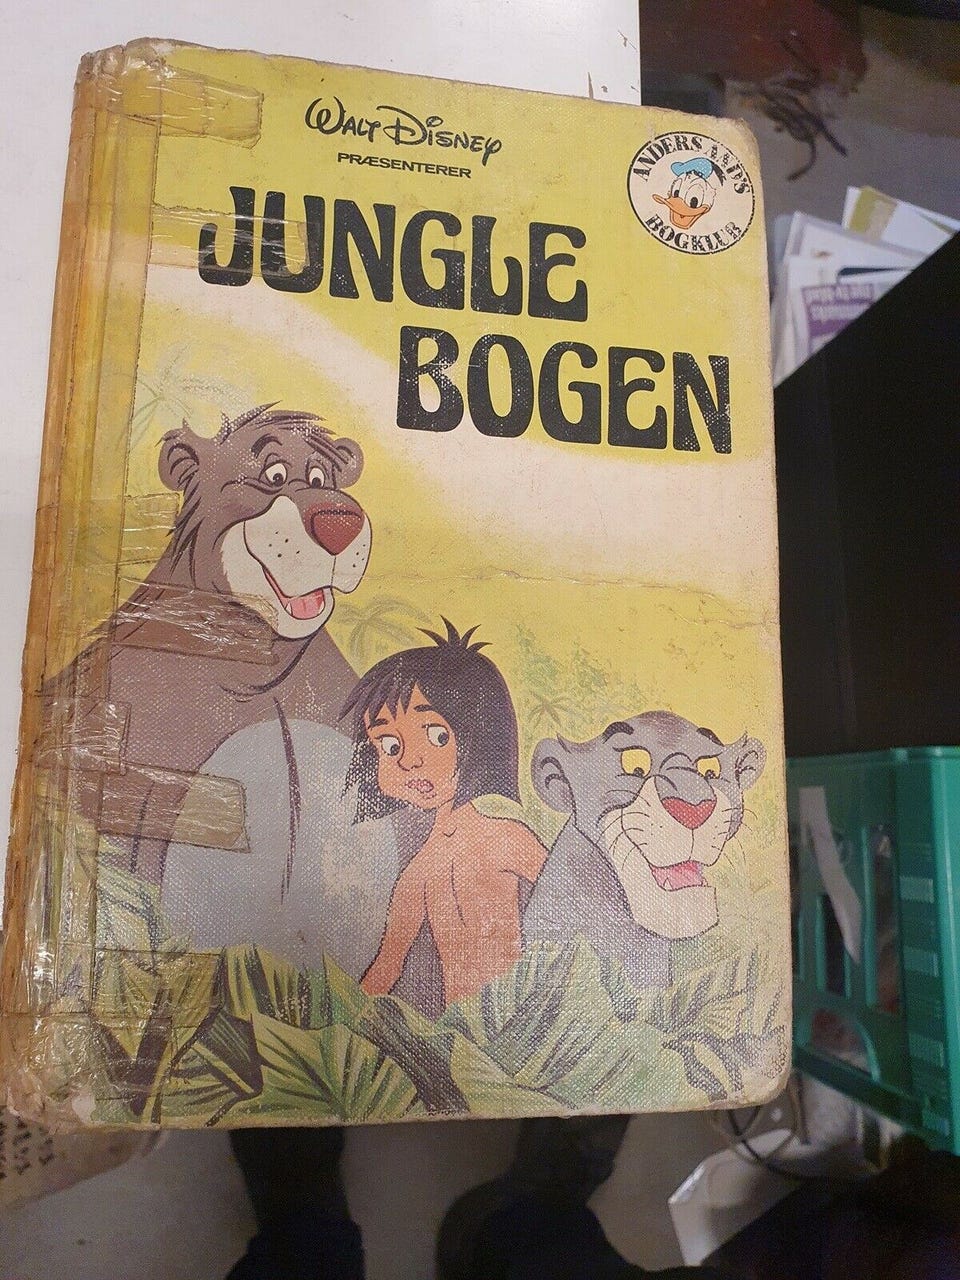 WALT DISNEY
PRÆSENTERER
ANDERS AND'S
BOGKLUB
JUNGLE
BOGEN